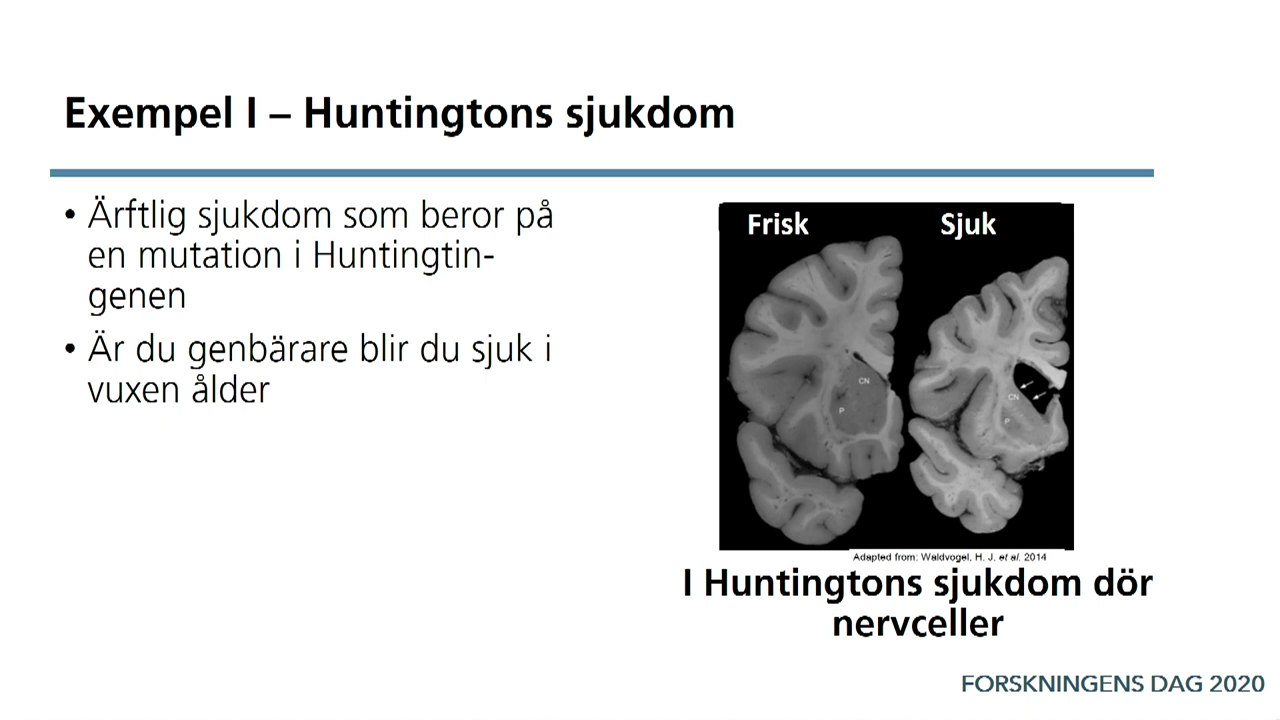 Exempel I – Huntingtons sjukdom
• Ärftlig sjukdom som beror på
en mutation i Huntingtin-
genen
• Är du genbärare blir du sjuk i
vuxen ålder
Frisk
Sjuk
CN
P
CN
P
Adapted from: Waldvogel, H. J. et al. 2014
I Huntingtons sjukdom dör
nervceller
FORSKNINGENS DAG 2020